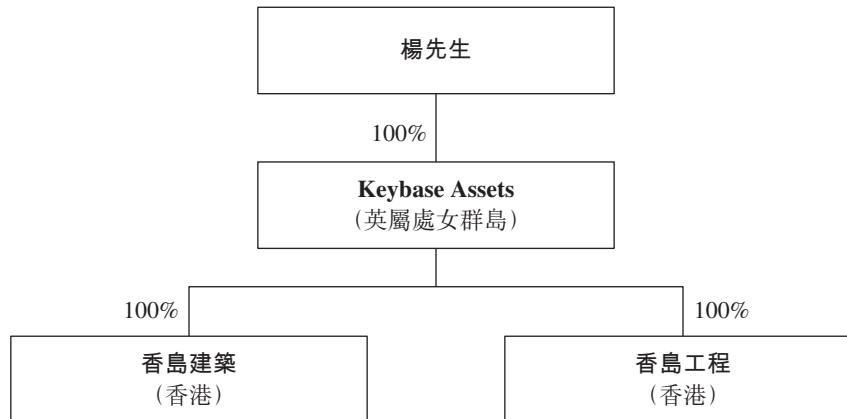 楊先生
100%
Keybase Assets
(英屬處女群島)
100%
100%
香島建築
(香港)
香島工程
(香港)